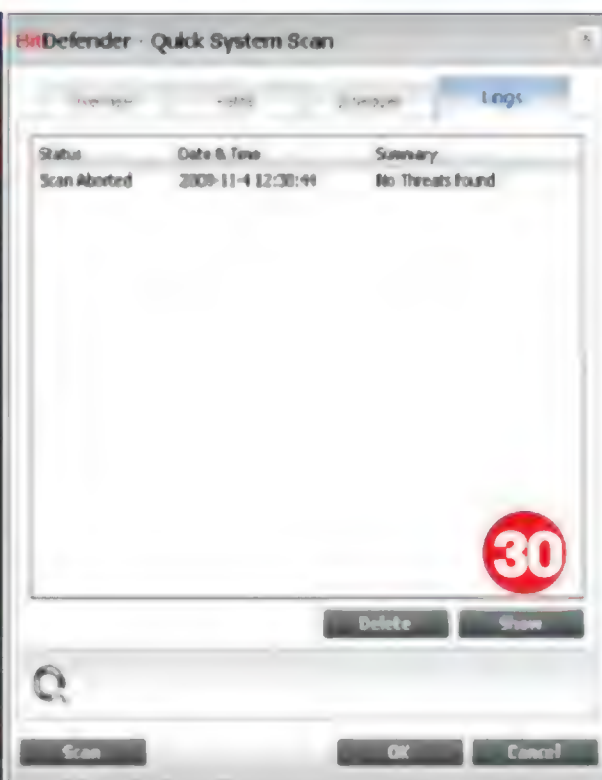 BitDefender - Quick System Scan
Logs
Status Date & Time Summary
Scan Aborted 2009-11-4 12:30:44 No Threats Found
30
Delete Show
Scan OK Cancel